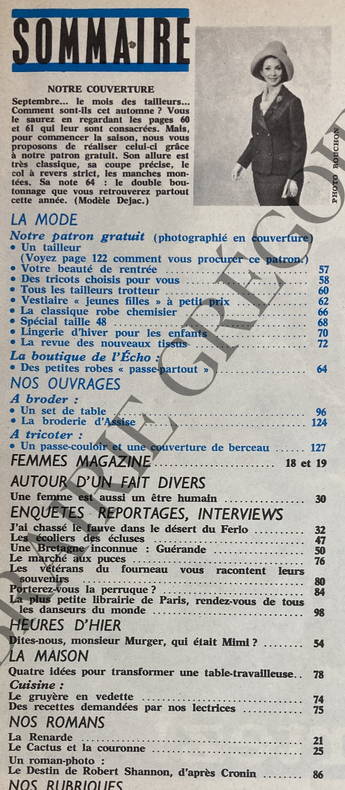 SOMMAIRE
NOTRE COUVERTURE
Septembre... le mois des tailleurs...
Comment sont-ils cet automne ? Vous
le saurez en regardant les pages 60
et 61 qui leur sont consacrées. Mais,
pour commencer la saison, nous vous
proposons de réaliser celui-ci grâce
à notre patron gratuit. Son allure est
très classique, sa coupe précise, le
col à revers strict, les manches mon-
tées. Sa note 64 : le double bou-
tonnage que vous retrouverez partout
cette année. (Modèle Dejac.)
PHOTO ROUCHON
LA MODE
Notre patron gratuit (photographié en couverture)
• Un tailleur
(Voyez page 122 comment vous procurer ce patron.)
• Votre beauté de rentrée ............ 57
• Des tricots choisis pour vous ............ 58
• Tous les tailleurs trotteur ............ 60
• Vestiaire « jeunes filles » à petit prix ............ 62
• La classique robe chemisier ............ 66
• Spécial taille 48 ............ 68
• Lingerie d'hiver pour les enfants ............ 70
• La revue des nouveaux tissus ............ 72
La boutique de l'Écho :
• Des petites robes « passe-partout » ............ 64
NOS OUVRAGES
A broder :
• Un set de table ............ 96
• La broderie d'Assise ............ 124
A tricoter :
• Un passe-couloir et une couverture de berceau ........ 127
FEMMES MAGAZINE ............ 18 et 19
AUTOUR D'UN FAIT DIVERS
Une femme est aussi un être humain ............ 30
ENQUÊTES REPORTAGES, INTERVIEWS
J'ai chassé le fauve dans le désert du Ferlo ............ 32
Les écoliers des écluses ............ 47
Une Bretagne inconnue : Guérande ............ 50
Le marché aux puces ............ 76
Les vétérans du fourneau vous racontent leurs
souvenirs ............ 80
Porterez-vous la perruque ? ............ 84
La plus petite librairie de Paris, rendez-vous de tous
les danseurs du monde ............ 98
HEURES D'HIER
Dites-nous, monsieur Murger, qui était Mimi ? ............ 54
LA MAISON
Quatre idées pour transformer une table-travailleuse.. 78
Cuisine :
Le gruyère en vedette ............ 74
Des recettes demandées par nos lectrices ............ 75
NOS ROMANS
La Renarde ............ 21
Le Cactus et la couronne ............ 25
Un roman-photo :
Le Destin de Robert Shannon, d'après Cronin ........ 86
NOS RUBRIQUES
LIBRAIRIE GREGOI